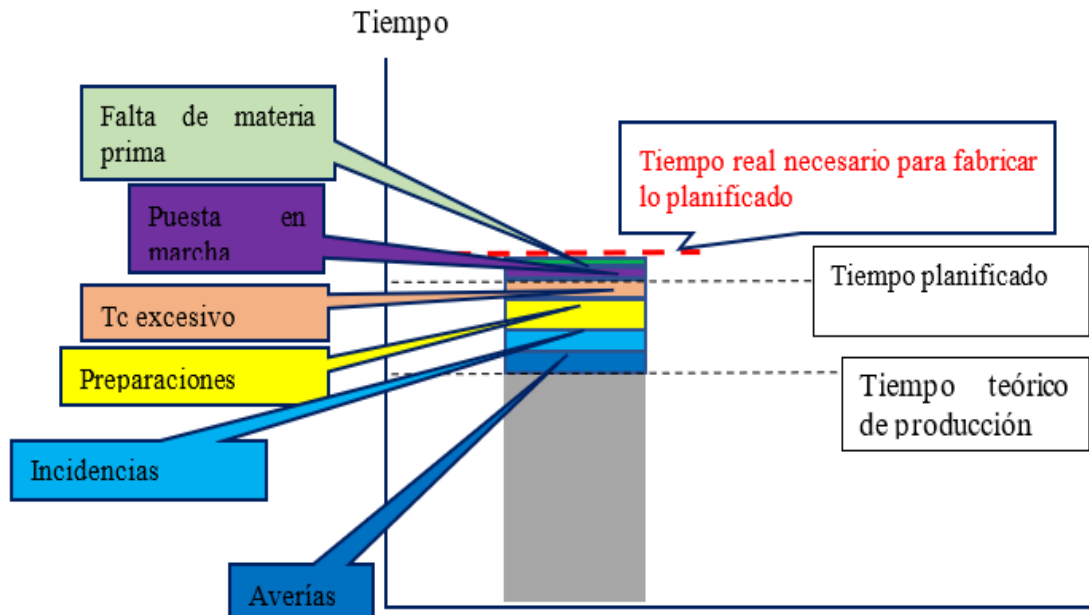 Tiempo
Falta de materia
prima
Puesta en
marcha
Tc excesivo
Preparaciones
Incidencias
Averías
Tiempo real necesario para fabricar
lo planificado
Tiempo planificado
Tiempo teórico
de producción